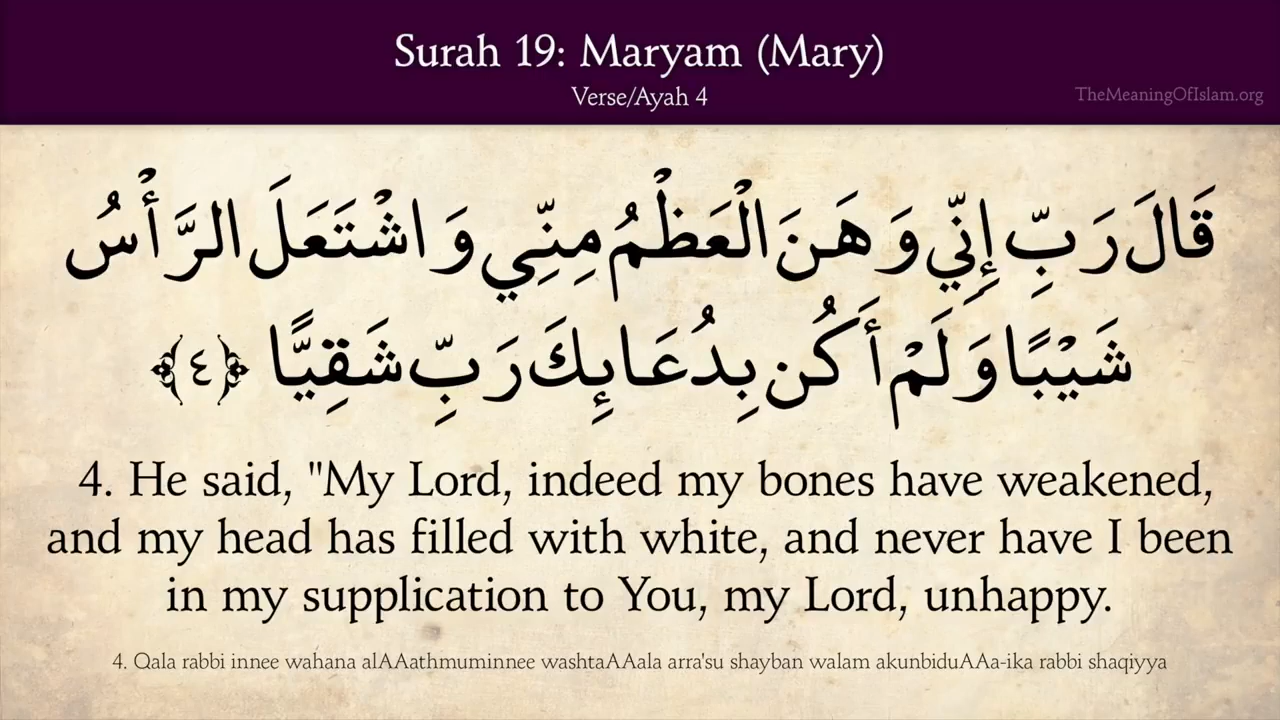 Surah 19: Maryam (Mary)
Verse/Ayah 4
TheMeaningOfIslam.org
قَالَ رَبِّ إِنِّي وَهَنَ الْعَظْمُ مِنِّي وَاشْتَعَلَ الرَّأْسُ
شَيْبًا وَلَمْ أَكُن بِدُعَايِٕكَ رَبِّ شَقِيًّا ﴿٤﴾
4. He said, "My Lord, indeed my bones have weakened,
and my head has filled with white, and never have I been
in my supplication to You, my Lord, unhappy.
4. Qala rabbi innee wahana alAAathmuminnee washtaAAala arra'su shayban walam akunbiduAAa-ika rabbi shaqiyya